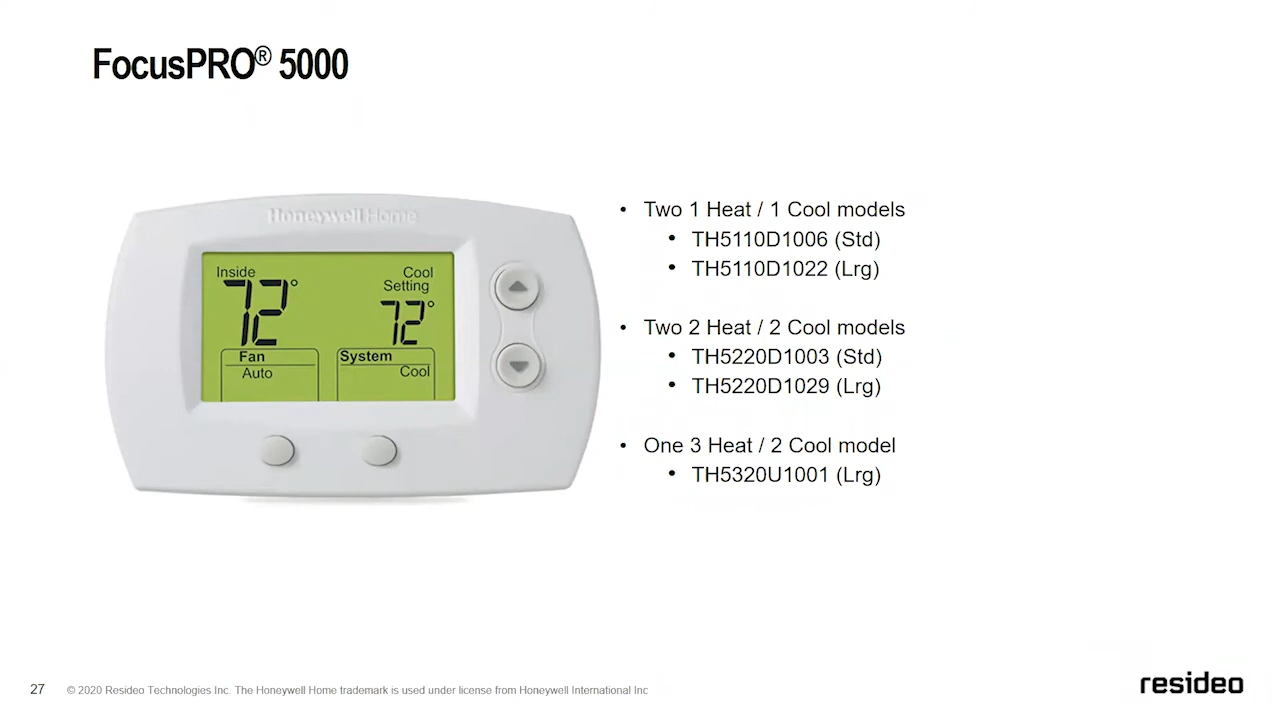 FocusPRO® 5000
Honeywell Home
Inside
72°
Cool
Setting
72°
Fan
Auto
System
Cool
• Two 1 Heat / 1 Cool models
• TH5110D1006 (Std)
• TH5110D1022 (Lrg)
• Two 2 Heat / 2 Cool models
• TH5220D1003 (Std)
• TH5220D1029 (Lrg)
• One 3 Heat / 2 Cool model
• TH5320U1001 (Lrg)
27 © 2020 Resideo Technologies Inc. The Honeywell Home trademark is used under license from Honeywell International Inc
resideo